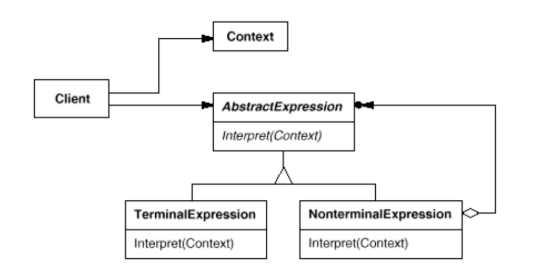 Context
Client
AbstractExpression
Interpret(Context)
TerminalExpression
Interpret(Context)
NonterminalExpression
Interpret(Context)